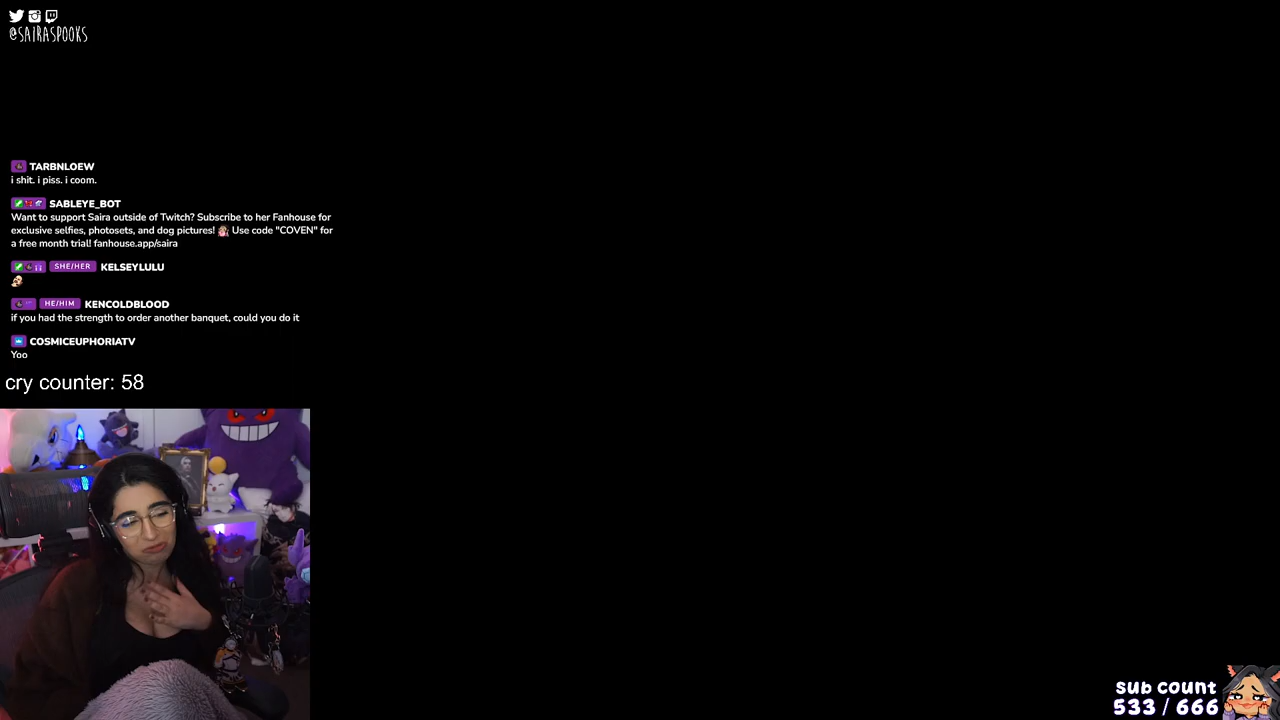 @SAIRASPOOKS
TARBNLOEW
i shit. i piss. i coom.
SABLEYE_BOT
Want to support Saira outside of Twitch? Subscribe to her Fanhouse for
exclusive selfies, photosets, and dog pictures! Use code "COVEN" for
a free month trial! fanhouse.app/saira
SHE/HER KELSEYLULU
HE/HIM KENCOLDBLOOD
if you had the strength to order another banquet, could you do it
COSMICEUPHORIATV
Yoo
cry counter: 58
sub count
533 / 666